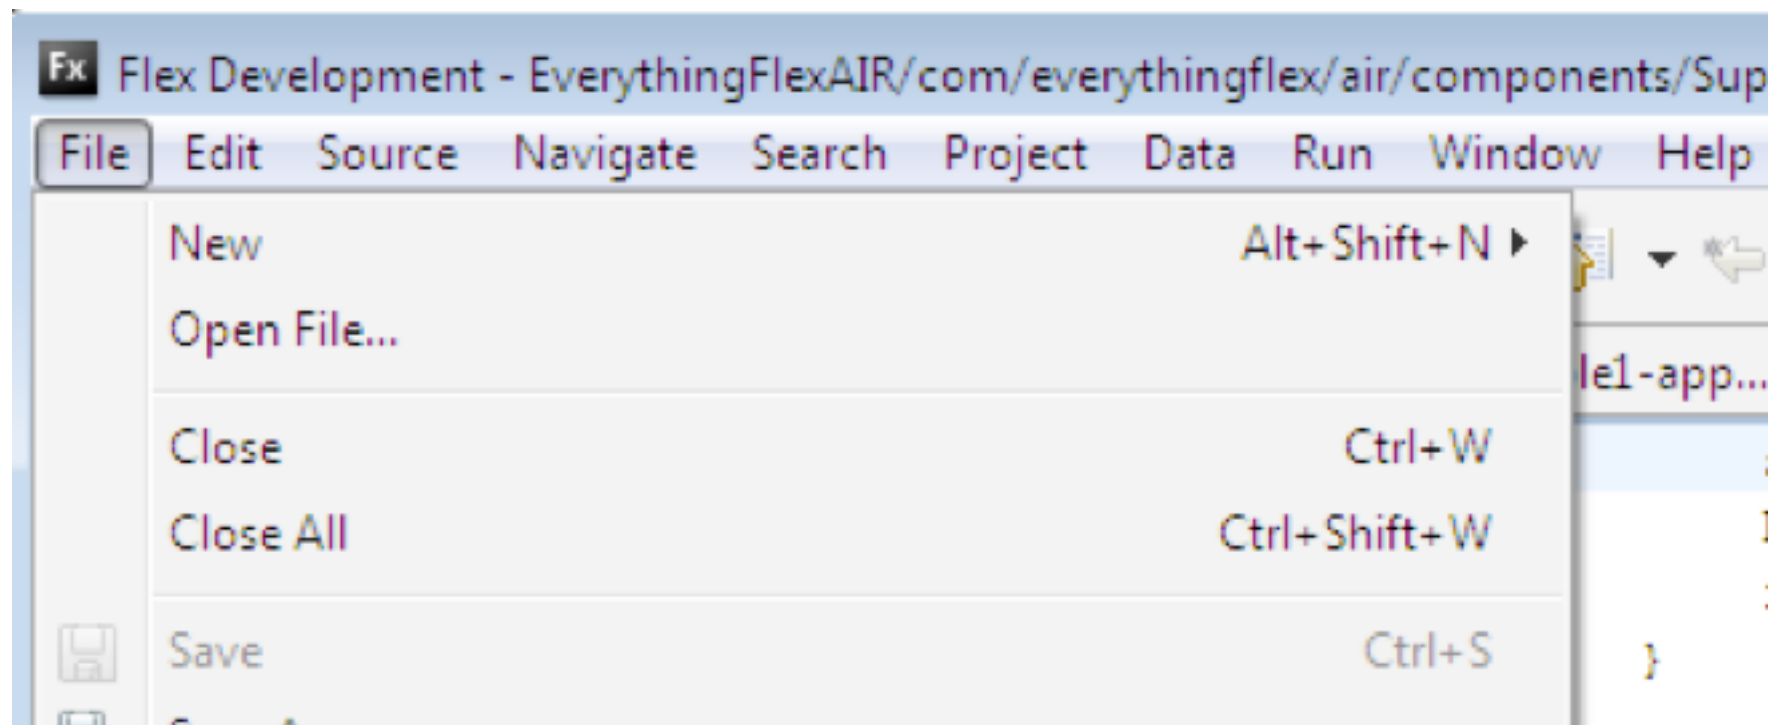 Fx Flex Development - EverythingFlexAIR/com/everythingflex/air/components/Sup
File Edit Source Navigate Search Project Data Run Window Help
New Alt+Shift+N
Open File...
le1-app...
Close Ctrl+W
Close All Ctrl+Shift+W
Save Ctrl+S
}